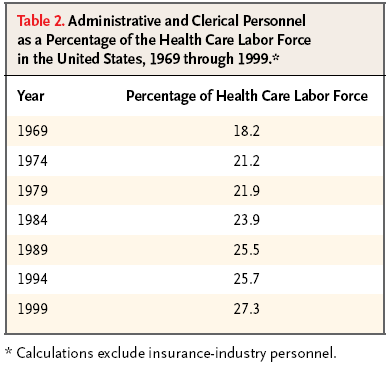 Table 2. Administrative and Clerical Personnel
as a Percentage of the Health Care Labor Force
in the United States, 1969 through 1999.*
Year Percentage of Health Care Labor Force
1969 18.2
1974 21.2
1979 21.9
1984 23.9
1989 25.5
1994 25.7
1999 27.3
* Calculations exclude insurance-industry personnel.